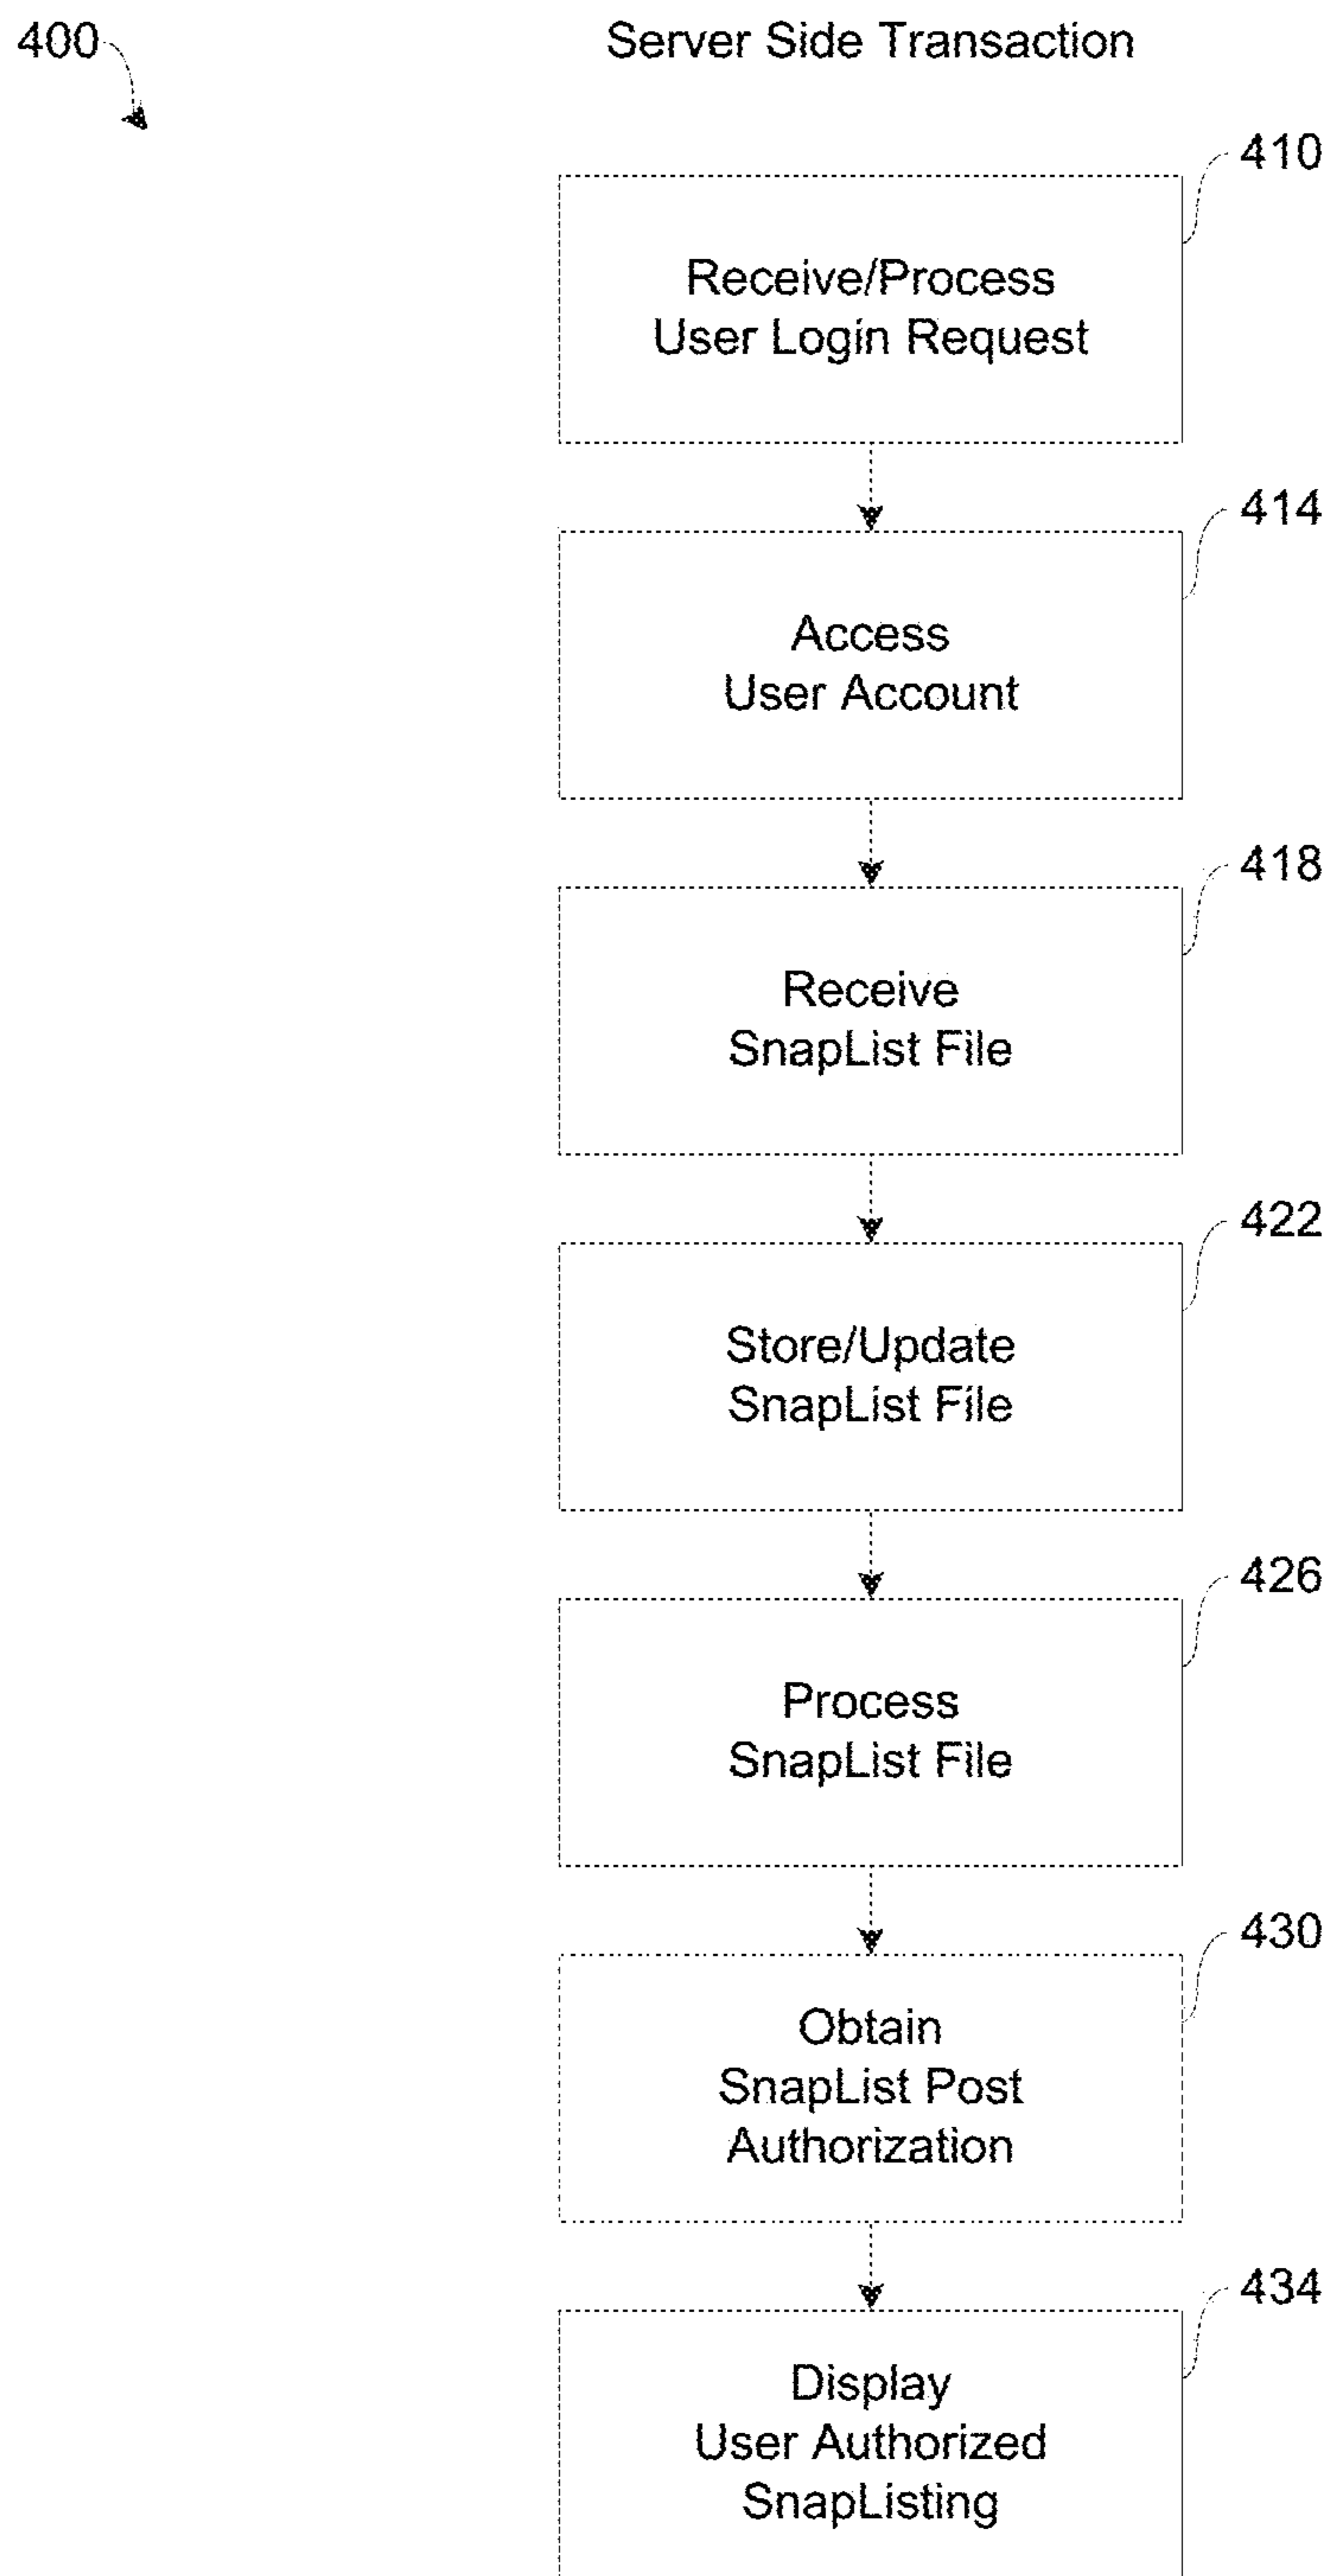 400
Server Side Transaction
410
Receive/Process
User Login Request
414
Access
User Account
418
Receive
SnapList File
422
Store/Update
SnapList File
426
Process
SnapList File
430
Obtain
SnapList Post
Authorization
434
Display
User Authorized
SnapListing